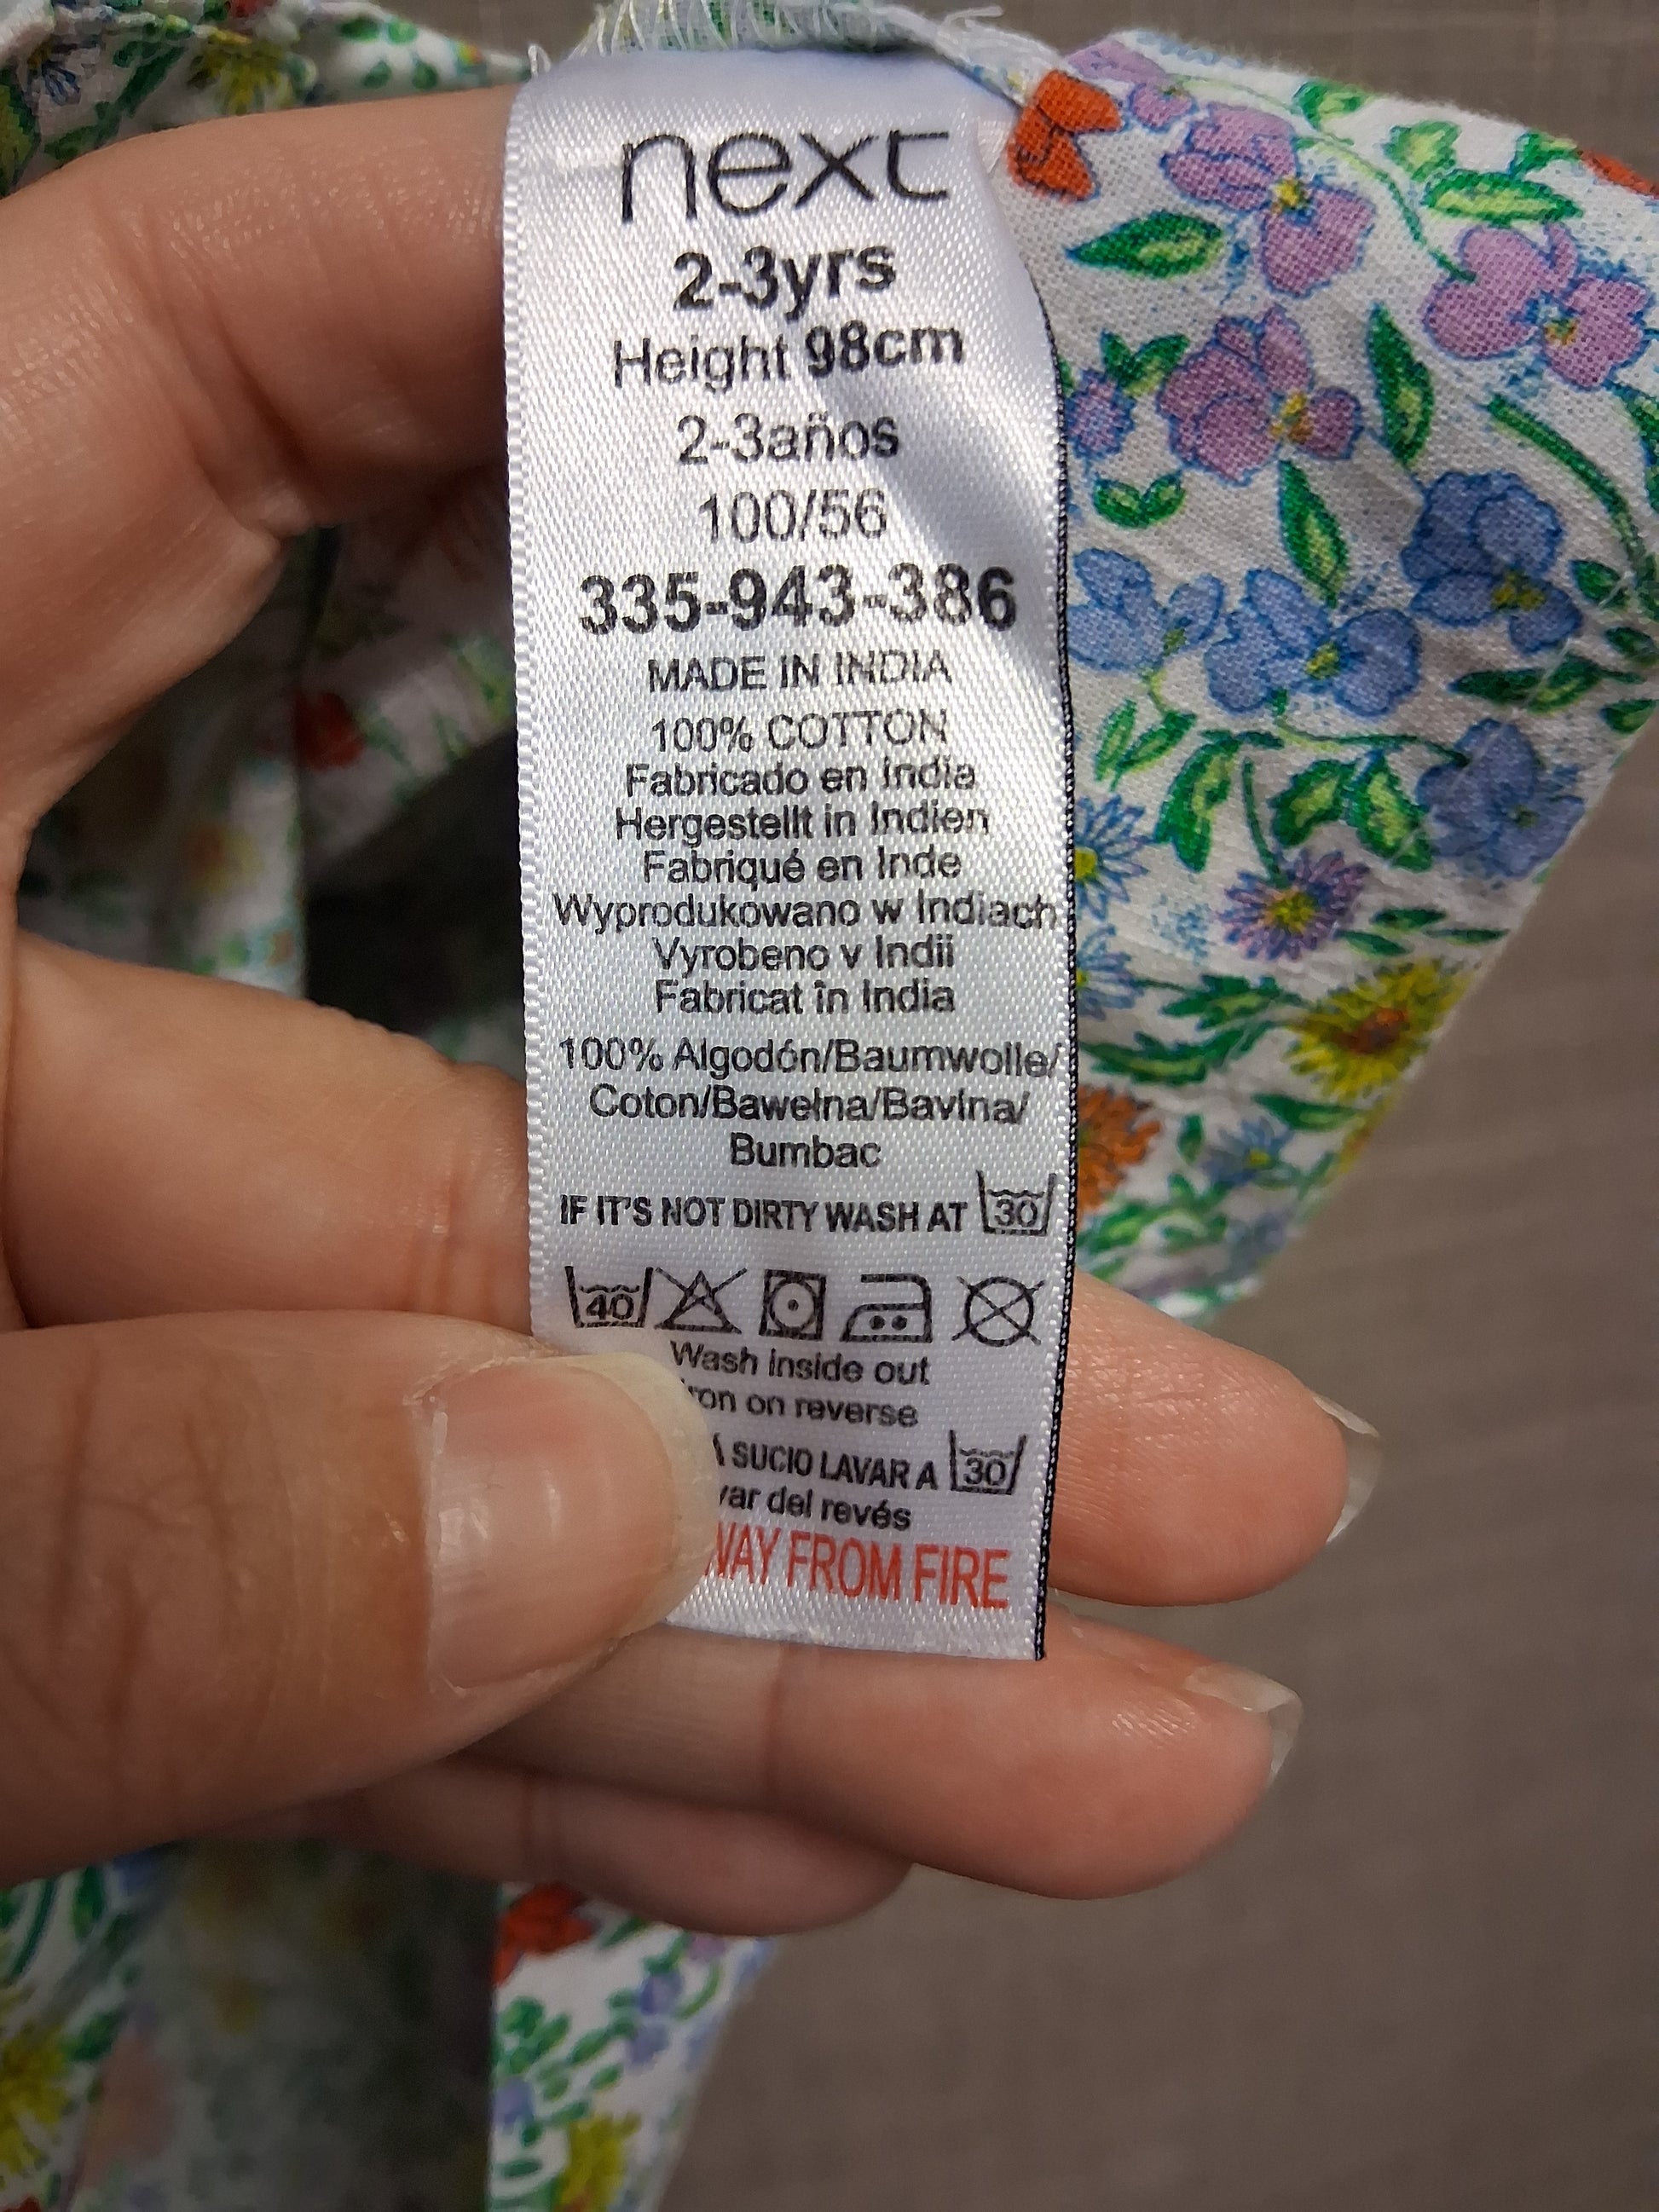 next
2-3yrs
Height 98cm
2-3años
100/56
335-943-386
MADE IN INDIA
100% COTTON
Fabricado en India
Hergestellt in Indien
Fabriqué en Inde
Wyprodukowano w Indiach
Vyrobeno v Indii
Fabricat în India
100% Algodón/Baumwolle/
Coton/Bawełna/Bavlna/
Bumbac
IF IT'S NOT DIRTY WASH AT 30
40
Wash inside out
on reverse
SUCIO LAVAR A 30
del revés
FROM FIRE